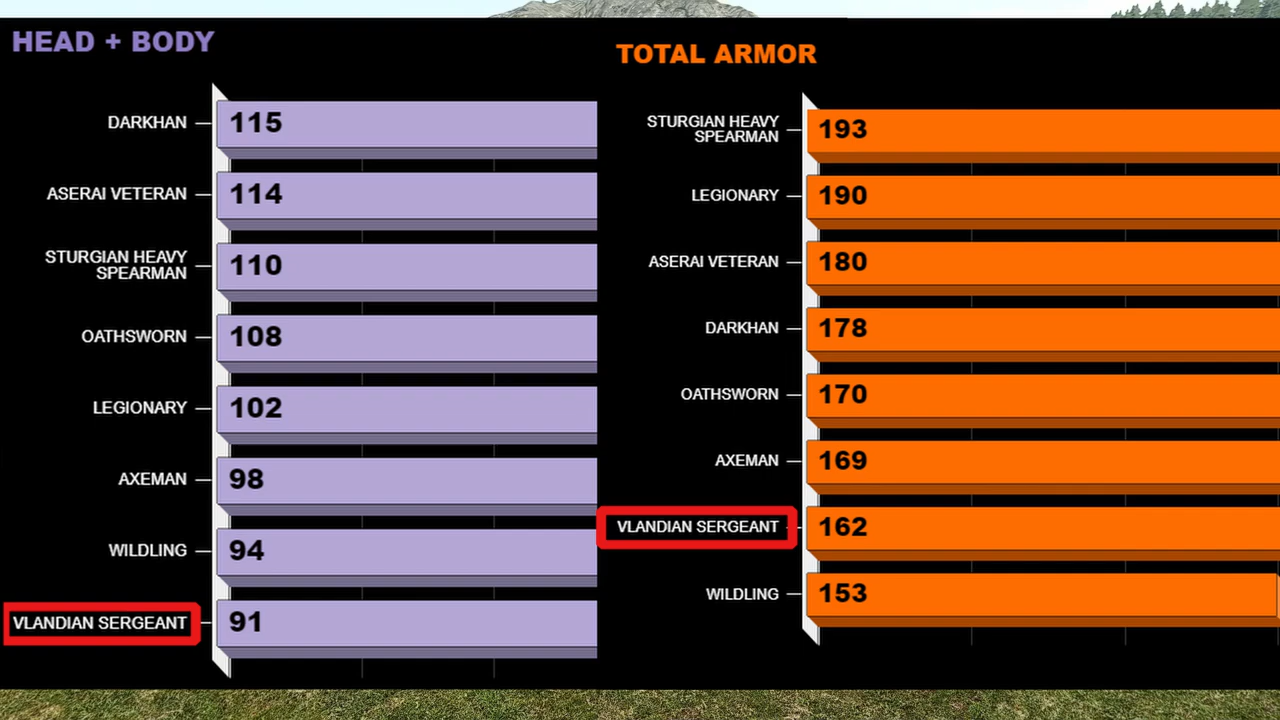 HEAD + BODY
DARKHAN
115
ASERAI VETERAN
114
STURGIAN HEAVY
SPEARMAN
110
OATHSWORN
108
LEGIONARY
102
AXEMAN
98
WILDLING
94
VLANDIAN SERGEANT
91
TOTAL ARMOR
STURGIAN HEAVY
SPEARMAN
193
LEGIONARY
190
ASERAI VETERAN
180
DARKHAN
178
OATHSWORN
170
AXEMAN
169
VLANDIAN SERGEANT
162
WILDLING
153